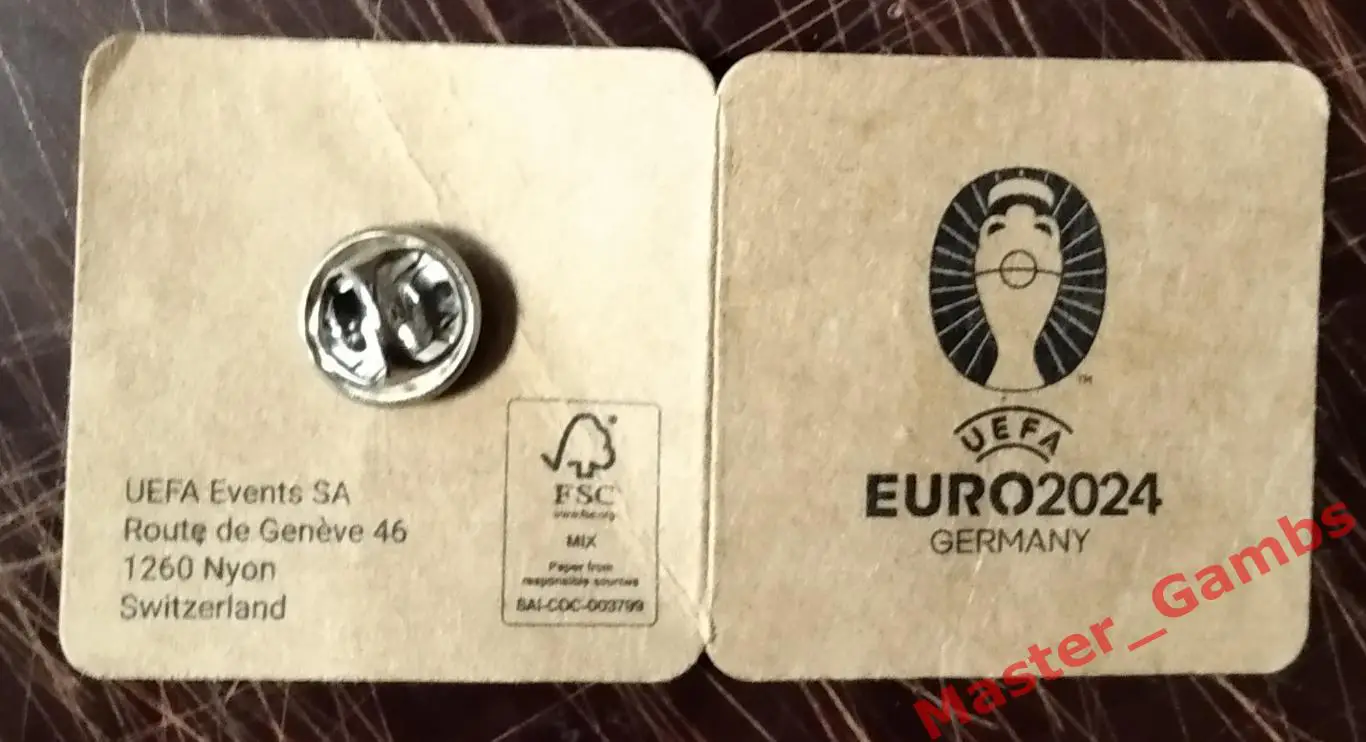 UEFA Events SA
Route de Genève 46
1260 Nyon
Switzerland
FSC
www.fsc.org
MIX
Paper from
responsible sources
SAI-COC-003799
TM
UEFA
EURO2024
GERMANY
Master_Gambs